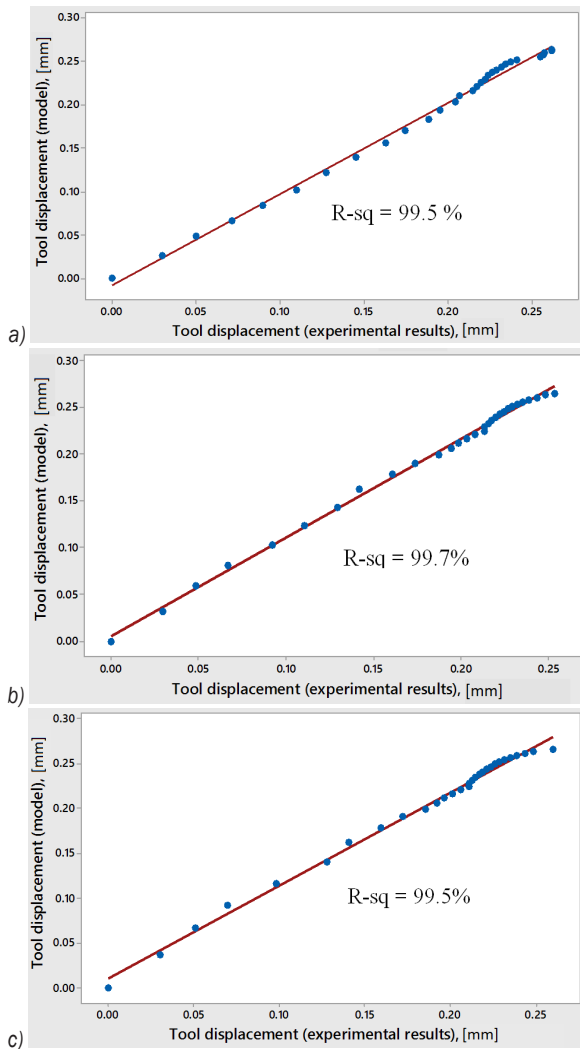 0.30
0.25
0.20
0.15
0.10
0.05
0.00
Tool displacement (model), [mm]
R-sq = 99.5 %
0.00 0.05 0.10 0.15 0.20 0.25
Tool displacement (experimental results), [mm]
a)
0.30
0.25
0.20
0.15
0.10
0.05
0.00
Tool displacement (model), [mm]
R-sq = 99.7%
0.00 0.05 0.10 0.15 0.20 0.25
Tool displacement (experimental results), [mm]
b)
0.30
0.25
0.20
0.15
0.10
0.05
0.00
Tool displacement (model), [mm]
R-sq = 99.5%
0.00 0.05 0.10 0.15 0.20 0.25
Tool displacement (experimental results), [mm]
c)